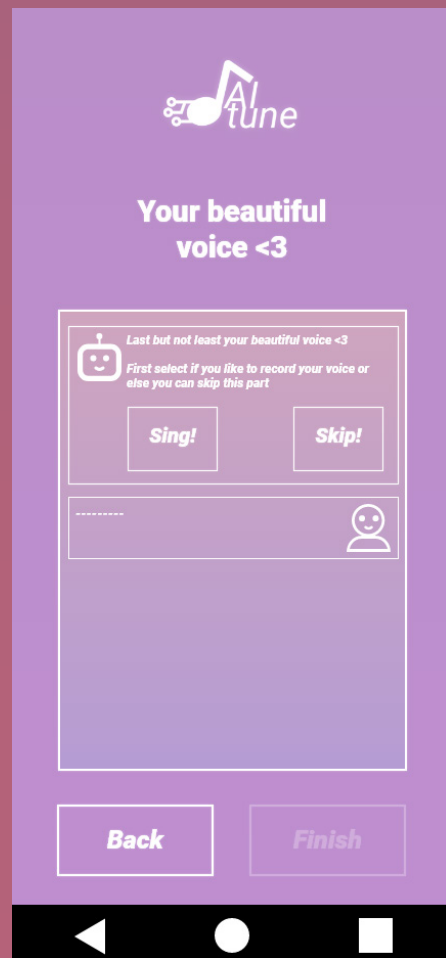 AI
tune
Your beautiful
voice <3
Last but not least your beautiful voice <3
First select if you like to record your voice or
else you can skip this part
Sing!
Skip!
---------
Back
Finish